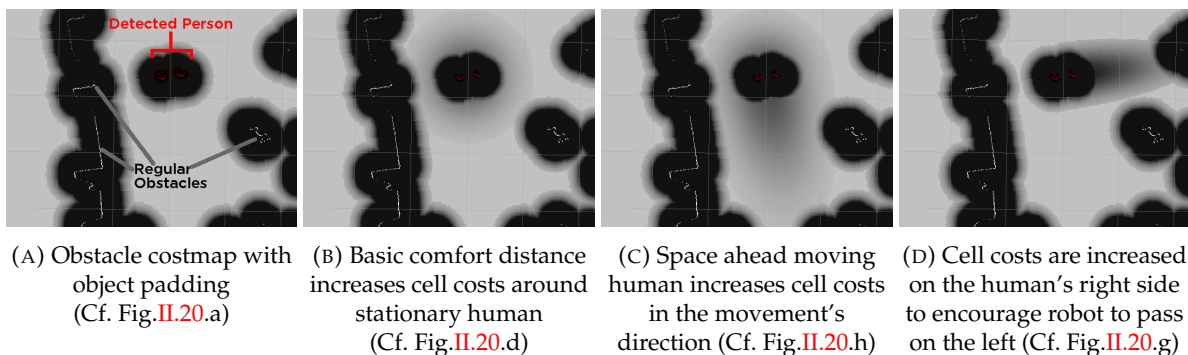 Detected Person
Regular
Obstacles
(A) Obstacle costmap with
object padding
(Cf. Fig.II.20.a)
(B) Basic comfort distance
increases cell costs around
stationary human
(Cf. Fig.II.20.d)
(C) Space ahead moving
human increases cell costs
in the movement's
direction (Cf. Fig.II.20.h)
(D) Cell costs are increased
on the human's right side
to encourage robot to pass
on the left (Cf. Fig.II.20.g)